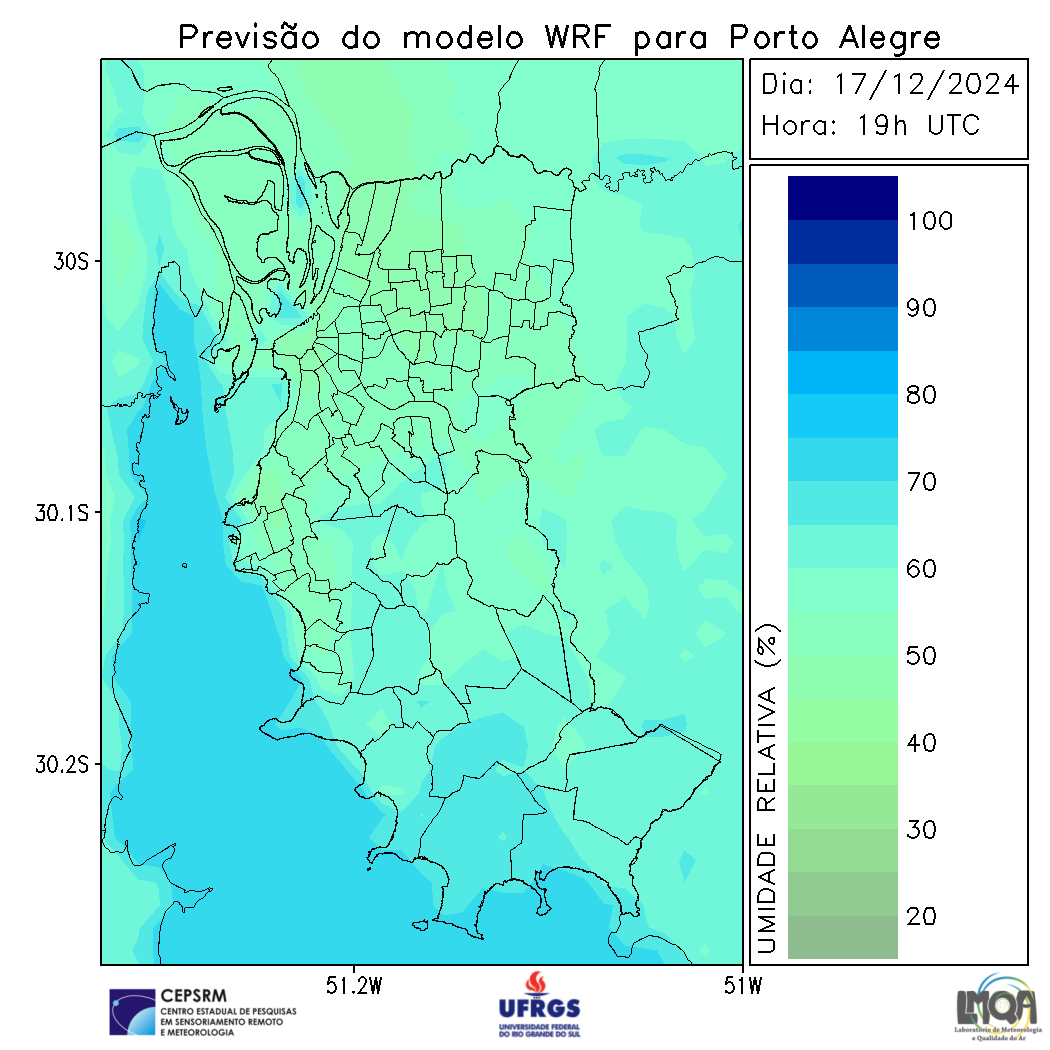 Previsão do modelo WRF para Porto Alegre
Dia: 17/12/2024
Hora: 19h UTC
30S
30.1S
30.2S
51.2W
51W
UMIDADE RELATIVA (%)
100
90
80
70
60
50
40
30
20
CEPSRM
CENTRO ESTADUAL DE PESQUISAS
EM SENSORIAMENTO REMOTO
E METEOROLOGIA
UFRGS
UNIVERSIDADE FEDERAL
DO RIO GRANDE DO SUL
LMQA
Laboratório de Meteorologia
e Qualidade do Ar